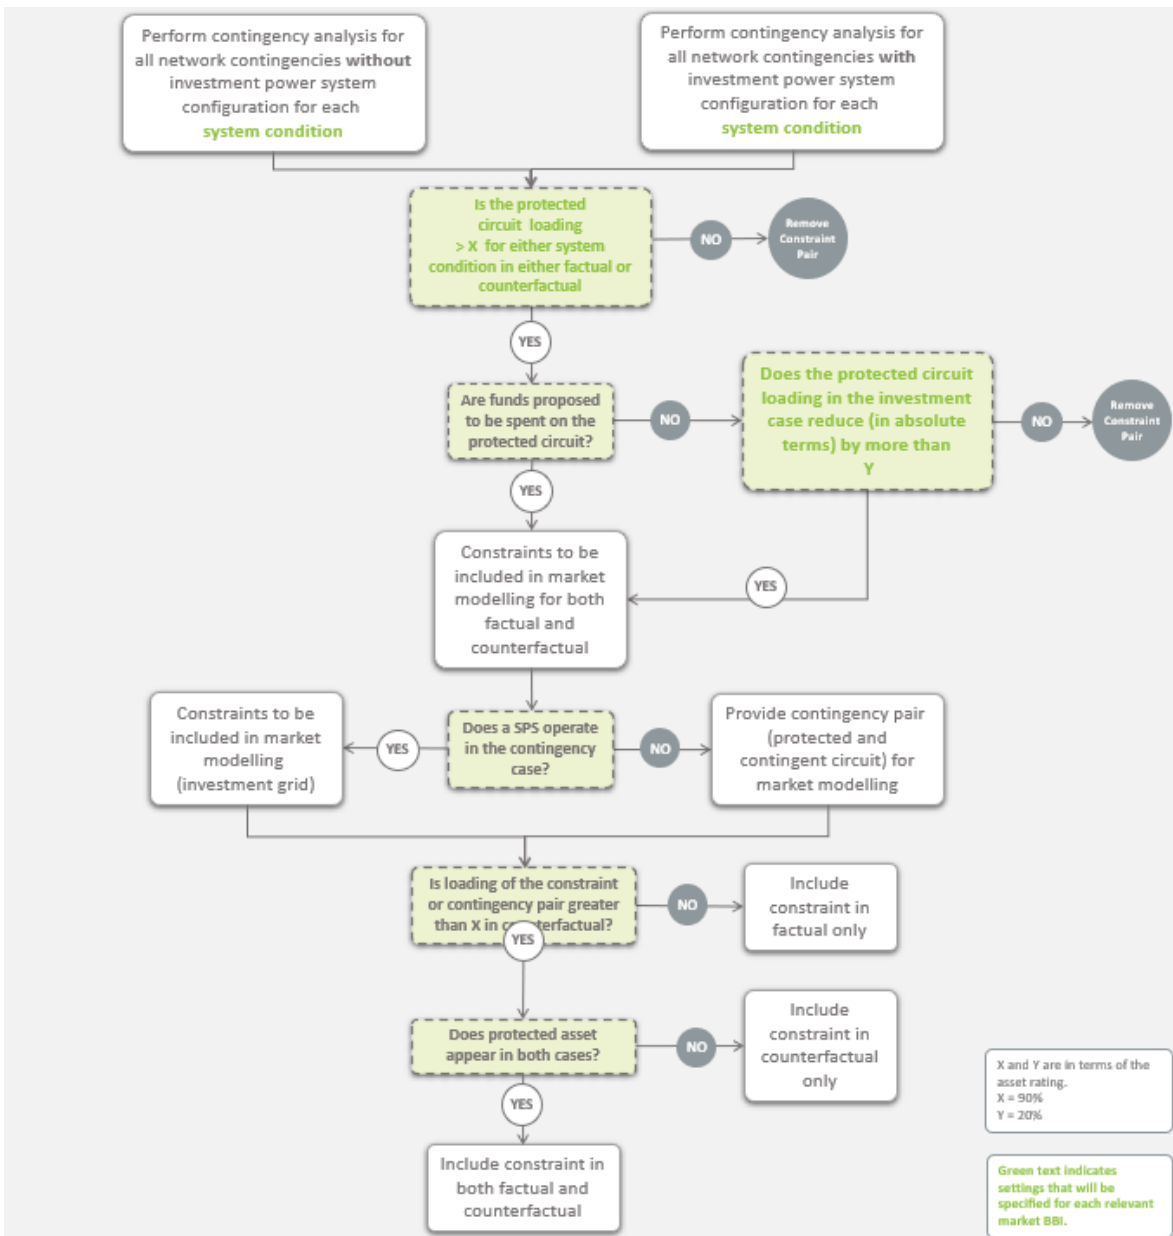 Perform contingency analysis for
all network contingencies without
investment power system
configuration for each
system condition
Perform contingency analysis for
all network contingencies with
investment power system
configuration for each
system condition
Is the protected
circuit loading
> X for either system
condition in either factual or
counterfactual
NO
Remove
Constraint
Pair
YES
Are funds proposed
to be spent on the
protected circuit?
NO
Does the protected circuit
loading in the investment
case reduce (in absolute
terms) by more than
Y
NO
Remove
Constraint
Pair
YES
YES
Constraints to be
included in market
modelling for both
factual and
counterfactual
Constraints to be
included in market
modelling
(investment grid)
YES
Does a SPS operate
in the contingency
case?
NO
Provide contingency pair
(protected and
contingent circuit) for
market modelling
Is loading of the constraint
or contingency pair greater
than X in counterfactual?
NO
Include
constraint in
factual only
YES
Does protected asset
appear in both cases?
NO
Include
constraint in
counterfactual
only
YES
Include constraint in
both factual and
counterfactual
X and Y are in terms of the
asset rating.
X = 90%
Y = 20%
Green text indicates
settings that will be
specified for each relevant
market BBI.